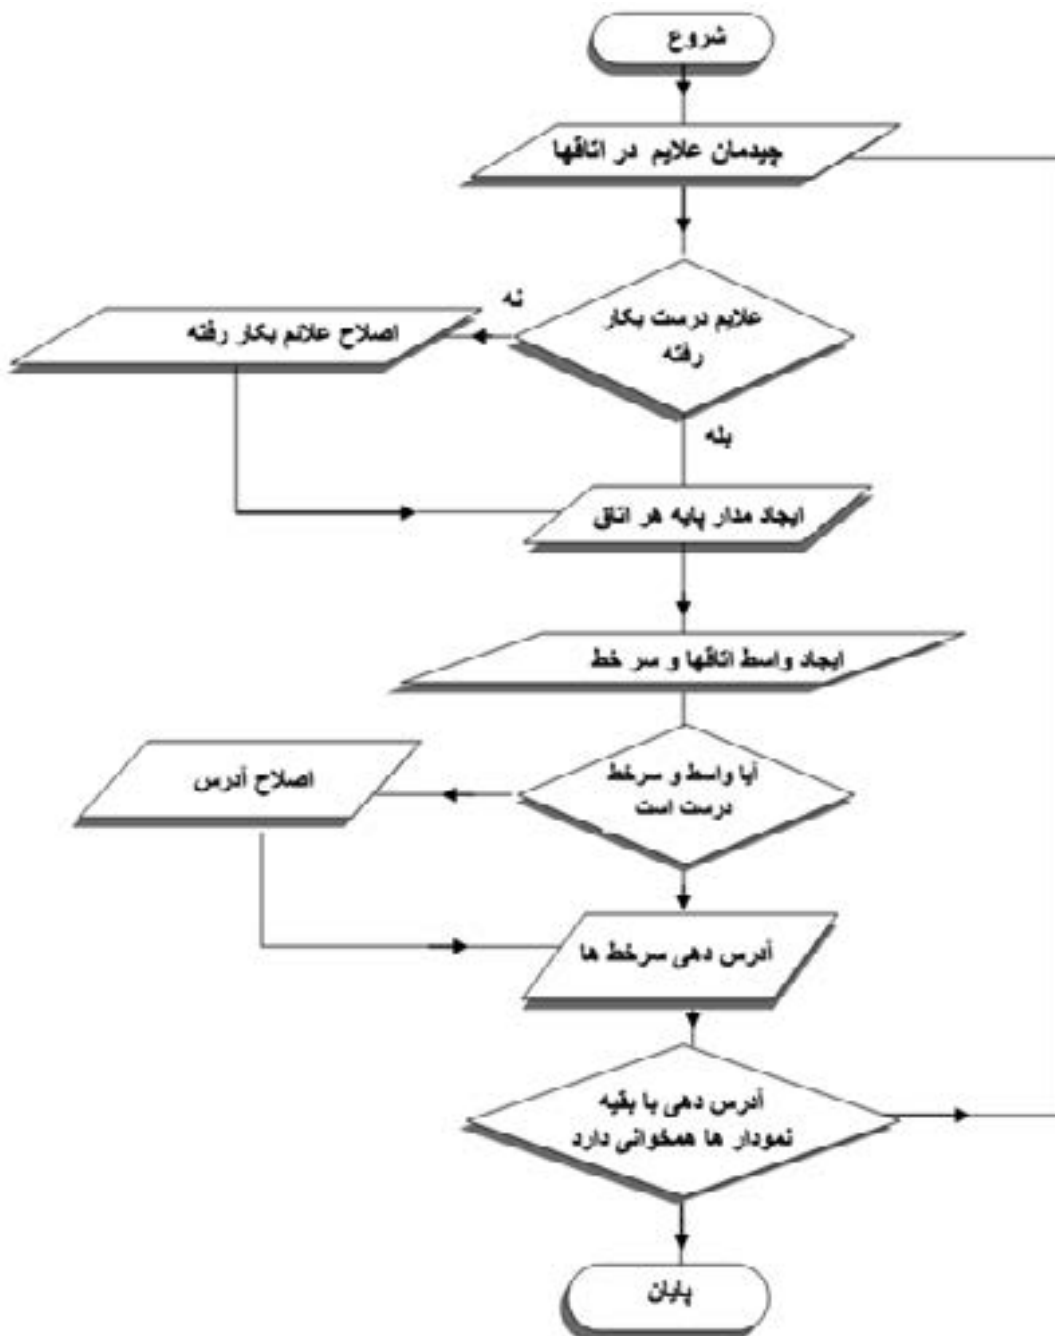 شروع
چیدمان علایم در اتاقها
علایم درست بکار
رفته
نه
اصلاح علائم بکار رفته
بله
ایجاد مدار پایه هر اتاق
ایجاد واسط اتاقها و سر خط
آیا واسط و سرخط
درست است
اصلاح آدرس
آدرس دهی سرخط ها
آدرس دهی با بقیه
نمودار ها همخوانی دارد
پایان